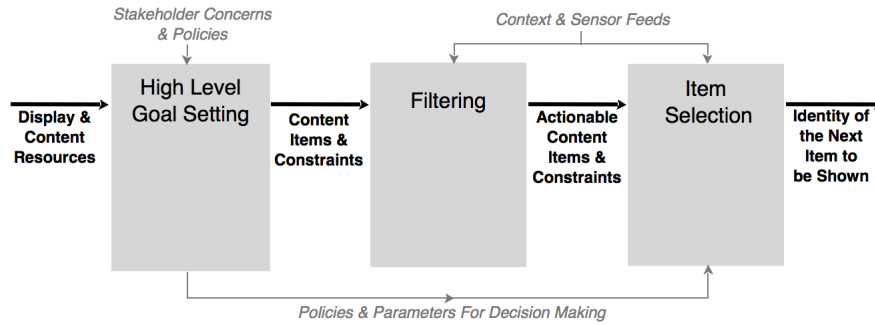 Stakeholder Concerns
& Policies
Context & Sensor Feeds
High Level
Goal Setting
Filtering
Item
Selection
Display &
Content
Resources
Content
Items &
Constraints
Actionable
Content
Items &
Constraints
Identity of
the Next
Item to
be Shown
Policies & Parameters For Decision Making